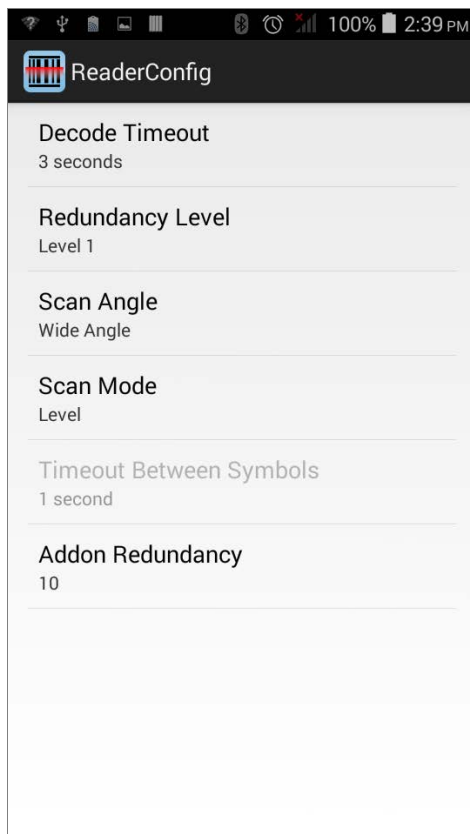 100% 2:39 PM
ReaderConfig
Decode Timeout
3 seconds
Redundancy Level
Level 1
Scan Angle
Wide Angle
Scan Mode
Level
Timeout Between Symbols
1 second
Addon Redundancy
10